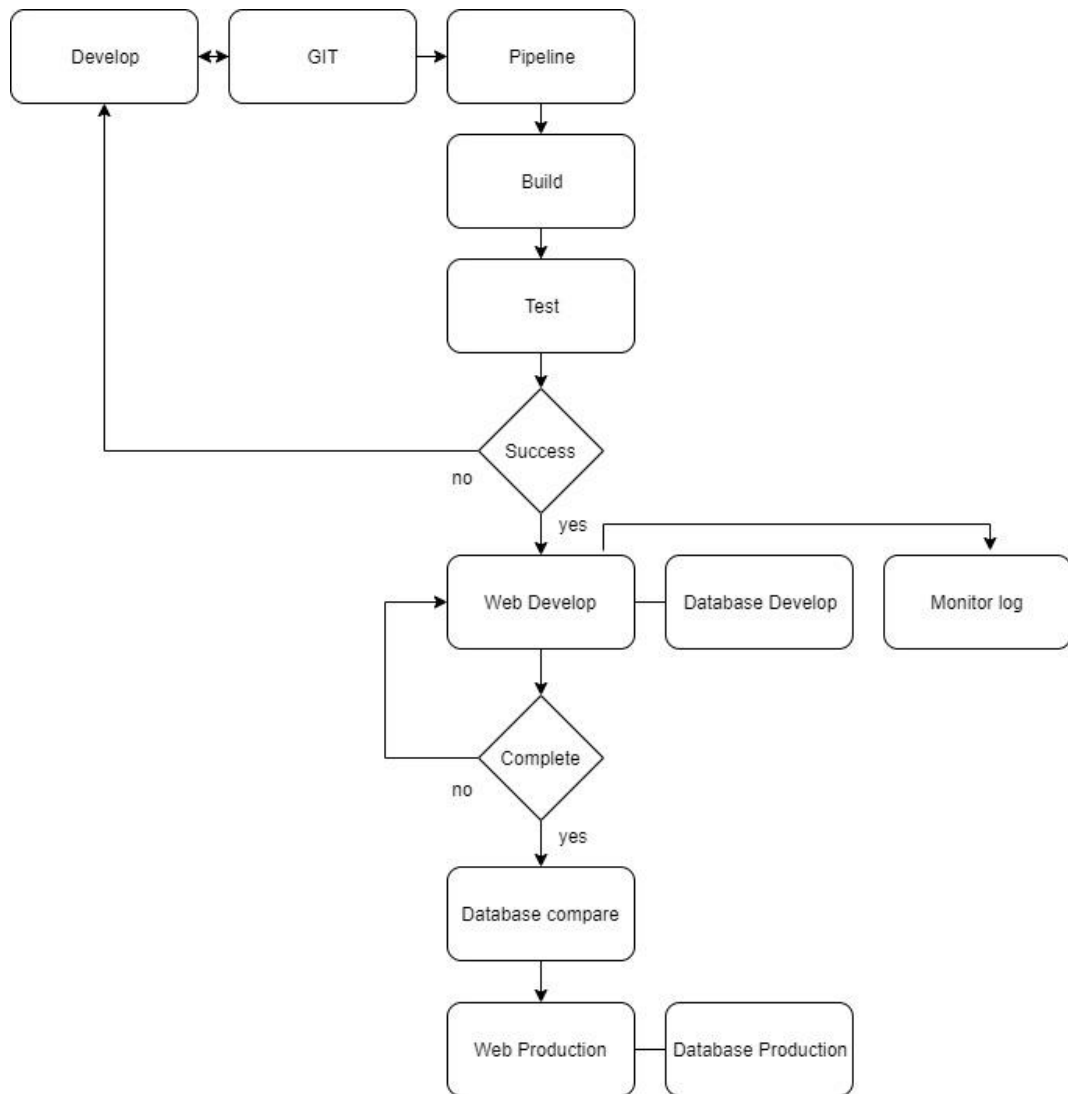 Develop
GIT
Pipeline
Build
Test
Success
no
yes
Web Develop
Database Develop
Monitor log
Complete
no
yes
Database compare
Web Production
Database Production